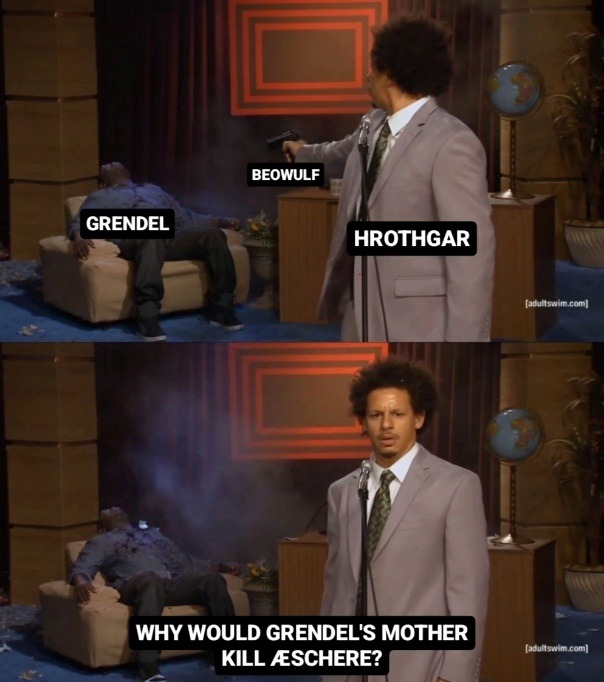 BEOWULF
GRENDEL
HROTHGAR
[adultswim.com]
WHY WOULD GRENDEL'S MOTHER
KILL ÆSCHERE?
[adultswim.com]